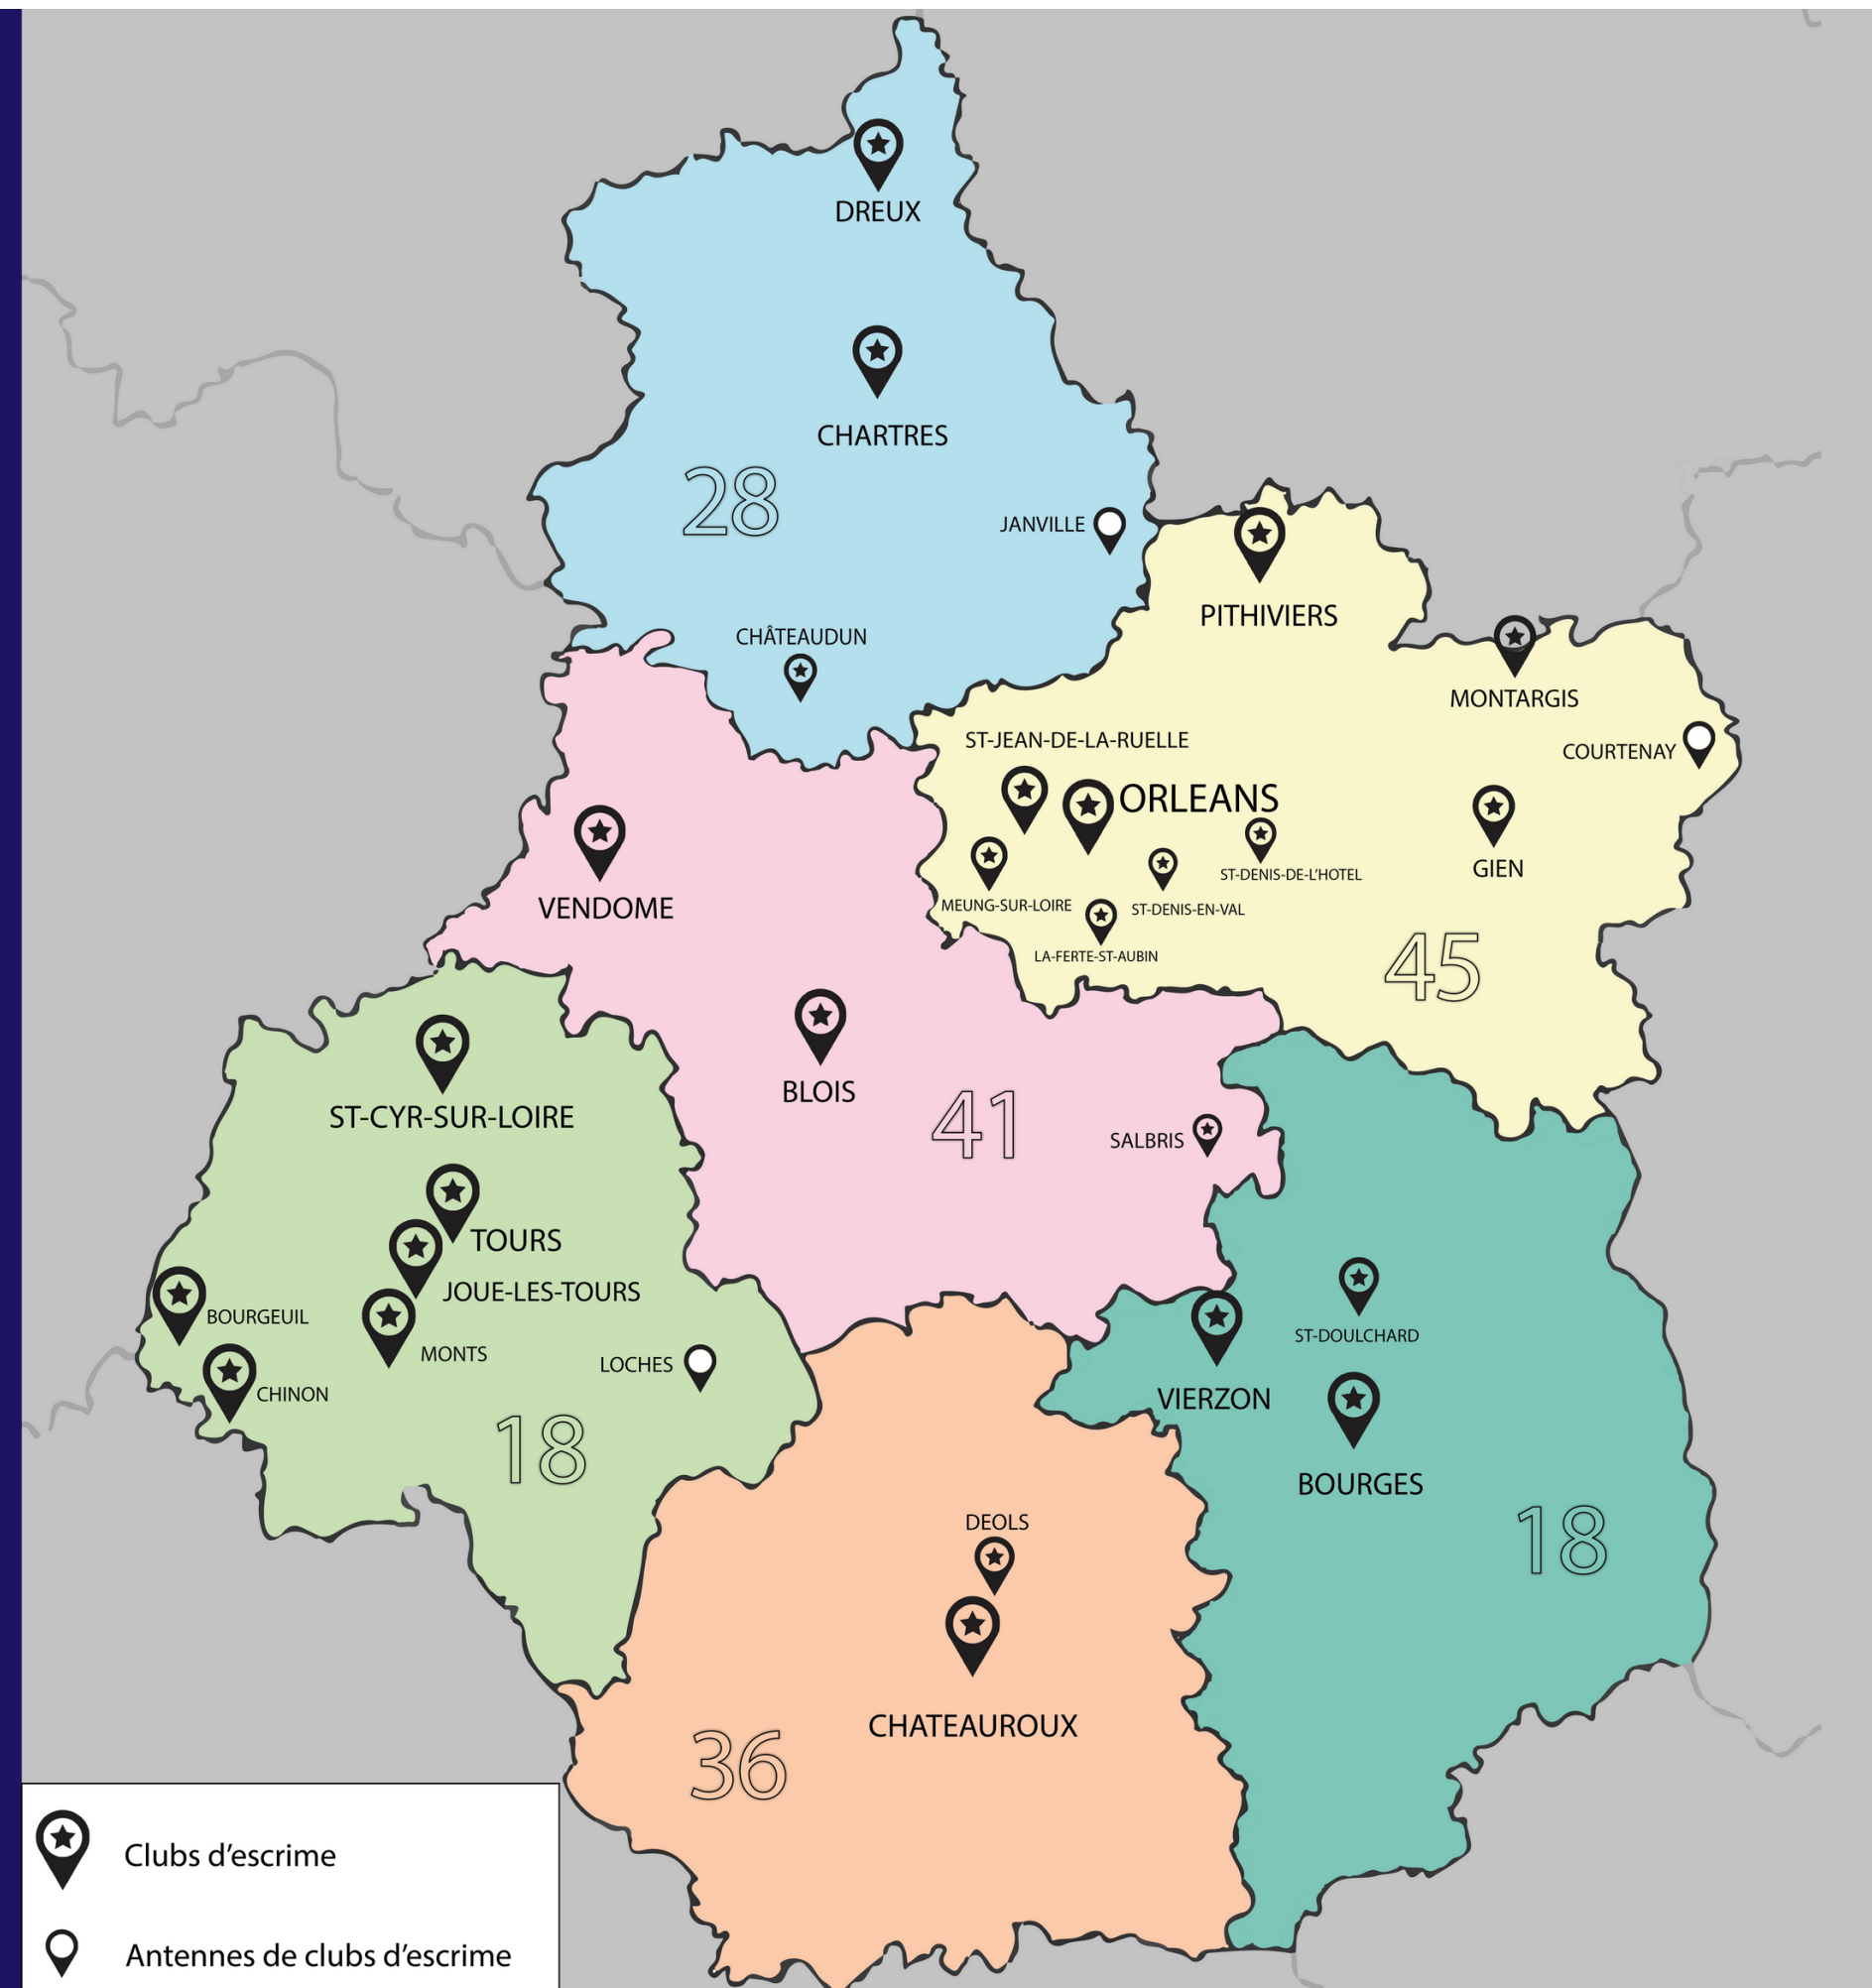 DREUX
CHARTRES
28
JANVILLE
PITHIVIERS
CHÂTEAUDUN
MONTARGIS
ST-JEAN-DE-LA-RUELLE
COURTENAY
ORLEANS
GIEN
ST-DENIS-DE-L'HOTEL
VENDOME
MEUNG-SUR-LOIRE
ST-DENIS-EN-VAL
LA-FERTE-ST-AUBIN
45
BLOIS
ST-CYR-SUR-LOIRE
41
SALBRIS
TOURS
JOUE-LES-TOURS
BOURGEUIL
ST-DOULCHARD
MONTS
LOCHES
CHINON
VIERZON
18
BOURGES
DEOLS
18
CHATEAUROUX
36
Clubs d'escrime
Antennes de clubs d'escrime